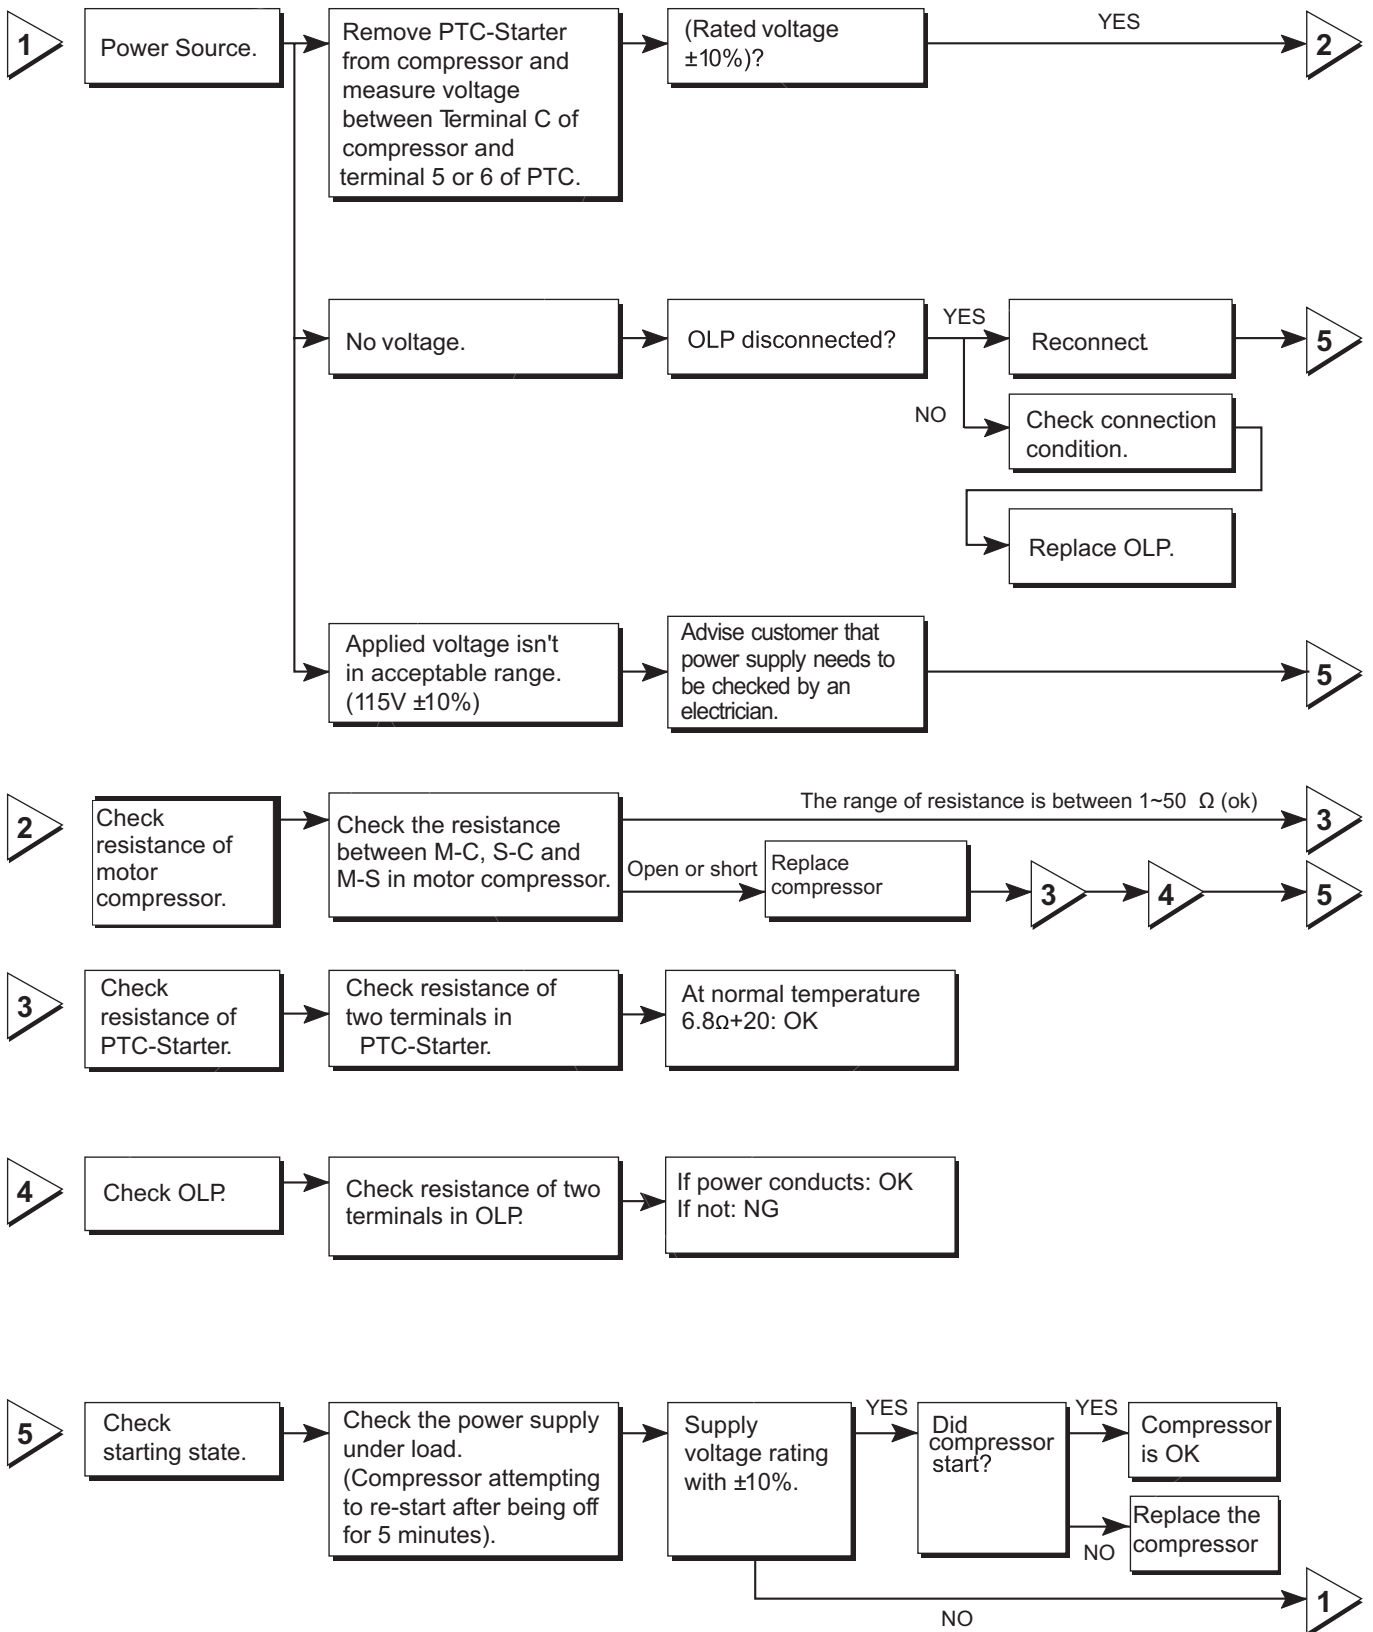 1
Power Source.
Remove PTC-Starter
from compressor and
measure voltage
between Terminal C of
compressor and
terminal 5 or 6 of PTC.
(Rated voltage
±10%)?
YES
2
No voltage.
OLP disconnected?
YES
Reconnect.
5
NO
Check connection
condition.
Replace OLP.
Applied voltage isn't
in acceptable range.
(115V ±10%)
Advise customer that
power supply needs to
be checked by an
electrician.
5
2
Check
resistance of
motor
compressor.
Check the resistance
between M-C, S-C and
M-S in motor compressor.
The range of resistance is between 1~50 Ω (ok)
3
Open or short
Replace
compressor
3
4
5
3
Check
resistance of
PTC-Starter.
Check resistance of
two terminals in
PTC-Starter.
At normal temperature
6.8Ω+20: OK
4
Check OLP.
Check resistance of two
terminals in OLP.
If power conducts: OK
If not: NG
5
Check
starting state.
Check the power supply
under load.
(Compressor attempting
to re-start after being off
for 5 minutes).
Supply
voltage rating
with ±10%.
YES
Did
compressor
start?
YES
Compressor
is OK
NO
Replace the
compressor
NO
1